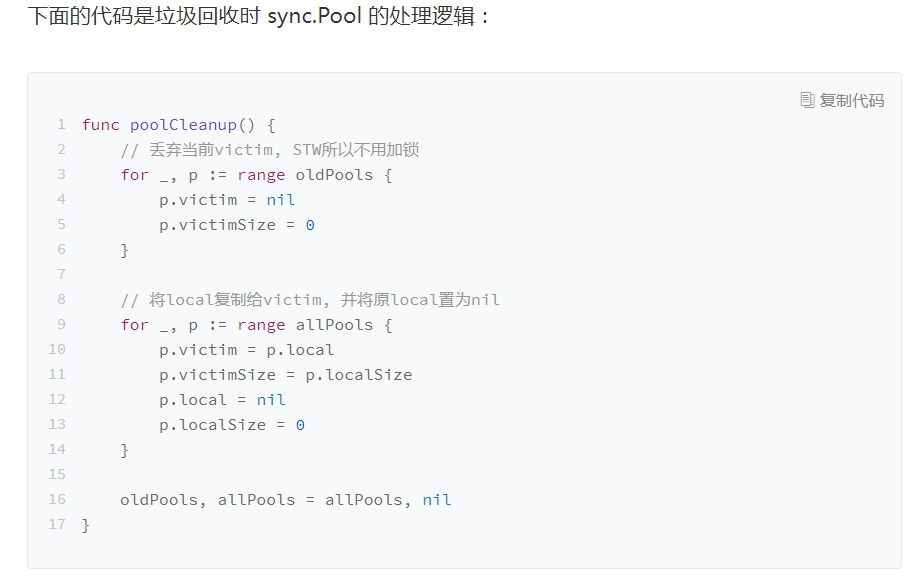 下面的代码是垃圾回收时 sync.Pool 的处理逻辑：
复制代码
1 func poolCleanup() {
2     // 丢弃当前victim, STW所以不用加锁
3     for _, p := range oldPools {
4         p.victim = nil
5         p.victimSize = 0
6     }
7
8     // 将local复制给victim, 并将原local置为nil
9     for _, p := range allPools {
10         p.victim = p.local
11         p.victimSize = p.localSize
12         p.local = nil
13         p.localSize = 0
14     }
15
16     oldPools, allPools = allPools, nil
17 }